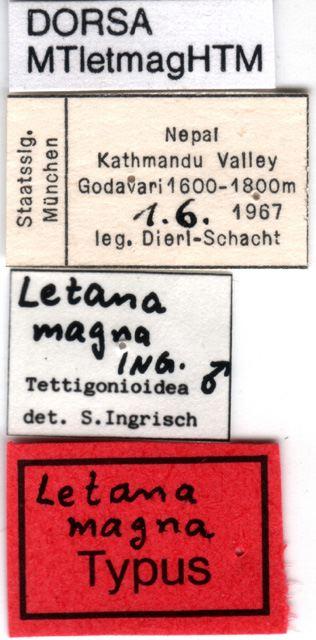 DORSA
MTletmagHTM
Staatsslg.
München
Nepal
Kathmandu Valley
Godavari 1600-1800m
1.6. 1967
leg. Dierl-Schacht
Letana
magna
ING.
Tettigonioidea ♂
det. S.Ingrisch
Letana
magna
Typus